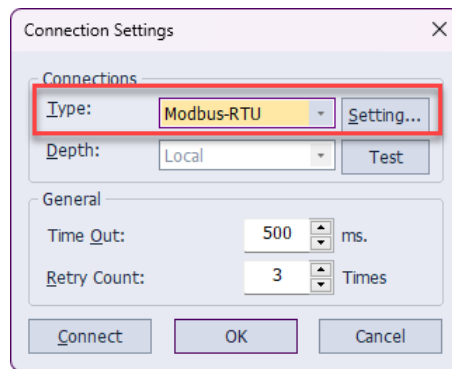 Connection Settings
Connections
Type: Modbus-RTU Setting...
Depth: Local Test
General
Time Out: 500 ms.
Retry Count: 3 Times
Connect OK Cancel